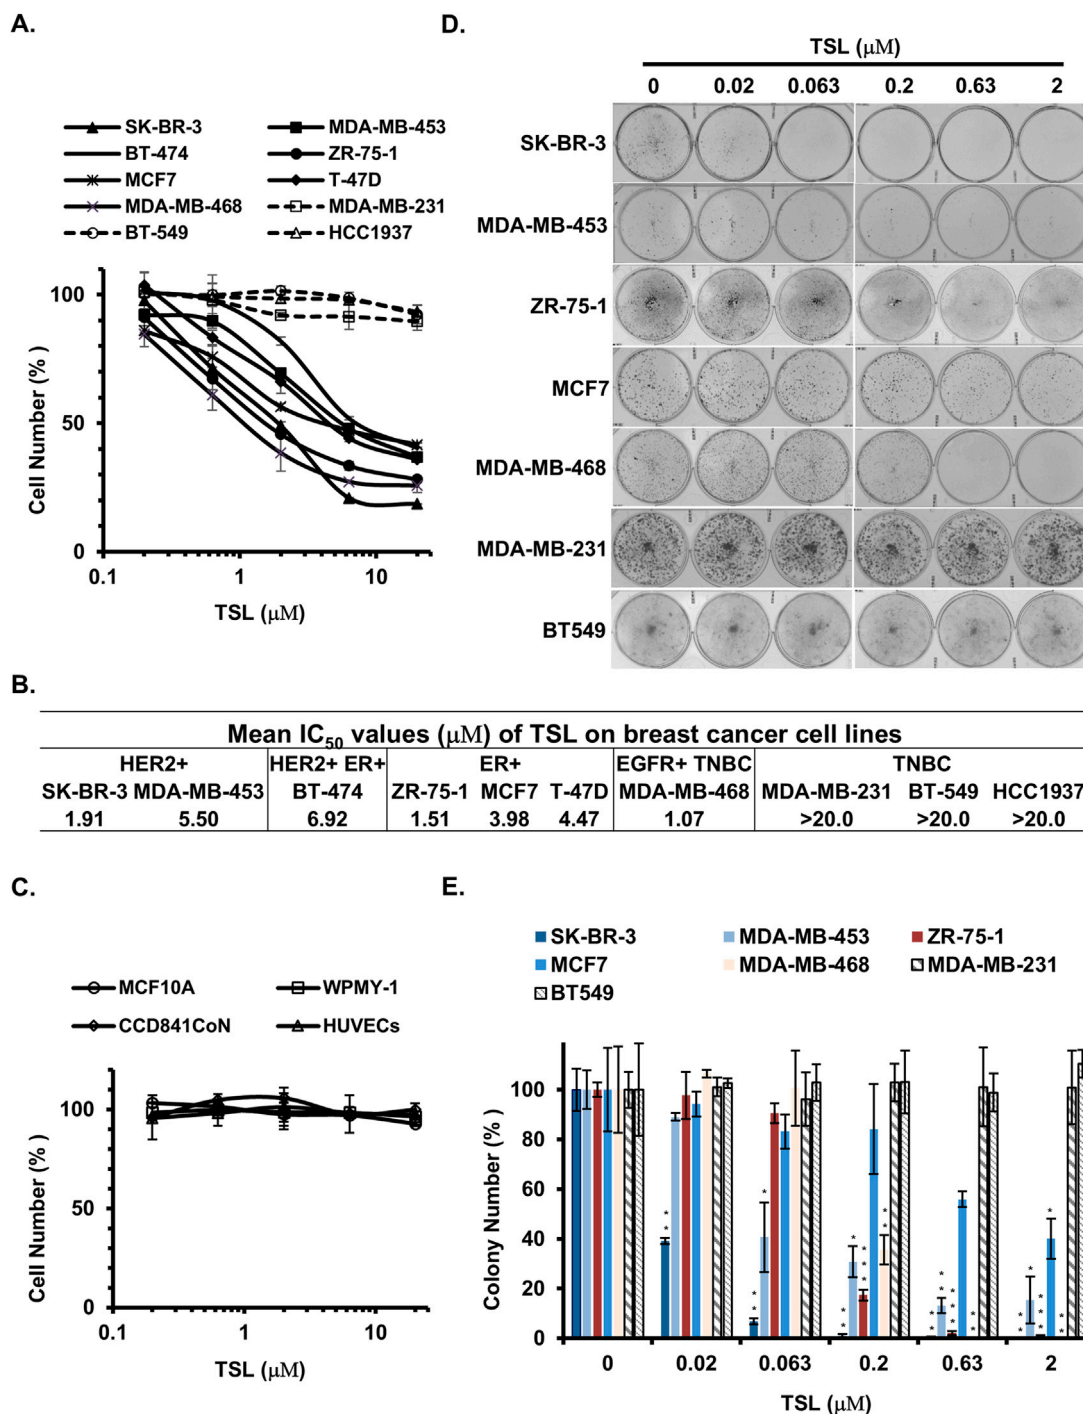 A.
SK-BR-3 MDA-MB-453
BT-474 ZR-75-1
MCF7 T-47D
MDA-MB-468 MDA-MB-231
BT-549 HCC1937
Cell Number (% )
100
50
0
0.1 1 10
TSL (μM)
D.
TSL (μM)
0 0.02 0.063 0.2 0.63 2
SK-BR-3
MDA-MB-453
ZR-75-1
MCF7
MDA-MB-468
MDA-MB-231
BT549
B.
Mean IC50 values (μM) of TSL on breast cancer cell lines
HER2+ HER2+ ER+ ER+ EGFR+ TNBC TNBC
SK-BR-3 MDA-MB-453 BT-474 ZR-75-1 MCF7 T-47D MDA-MB-468 MDA-MB-231 BT-549 HCC1937
1.91 5.50 6.92 1.51 3.98 4.47 1.07 >20.0 >20.0 >20.0
C.
MCF10A WPMY-1
CCD841CoN HUVECs
Cell Number (% )
100
50
0
0.1 1 10
TSL (μM)
E.
SK-BR-3 MDA-MB-453 ZR-75-1
MCF7 MDA-MB-468 MDA-MB-231
BT549
Colony Number (%)
100
80
60
40
20
0
0 0.02 0.063 0.2 0.63 2
TSL (μM)